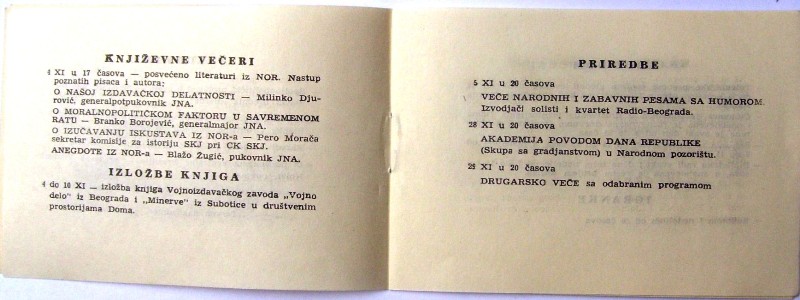 KNJIŽEVNE VEČERI
4 XI u 17 časova — posvećeno literaturi iz NOR. Nastup
poznatih pisaca i autora:
O NAŠOJ IZDAVAČKOJ DELATNOSTI — Milinko Dju-
rović, generalpotpukovnik JNA.
O MORALNOPOLITIČKOM FAKTORU U SAVREMENOM
RATU — Branko Borojević, generalmajor JNA.
O IZUČAVANJU ISKUSTAVA IZ NOR-a — Pero Morača
sekretar komisije za istoriju SKJ pri CK SKJ.
ANEGDOTE IZ NOR-a — Blažo Zugić, pukovnik JNA.
IZLOŽBE KNJIGA
4 do 10 XI — izložba knjiga Vojnoizdavačkog zavoda „Vojno
delo" iz Beograda i „Minerve" iz Subotice u društvenim
prostorijama Doma.
PRIREDBE
5 XI u 20 časova
VEČE NARODNIH I ZABAVNIH PESAMA SA HUMOROM.
Izvodjači solisti i kvartet Radio-Beograda.
28 XI u 20 časova
AKADEMIJA POVODOM DANA REPUBLIKE
(Skupa sa gradjanstvom) u Narodnom pozorištu.
29 XI u 20 časova
DRUGARSKO VEČE sa odabranim programom